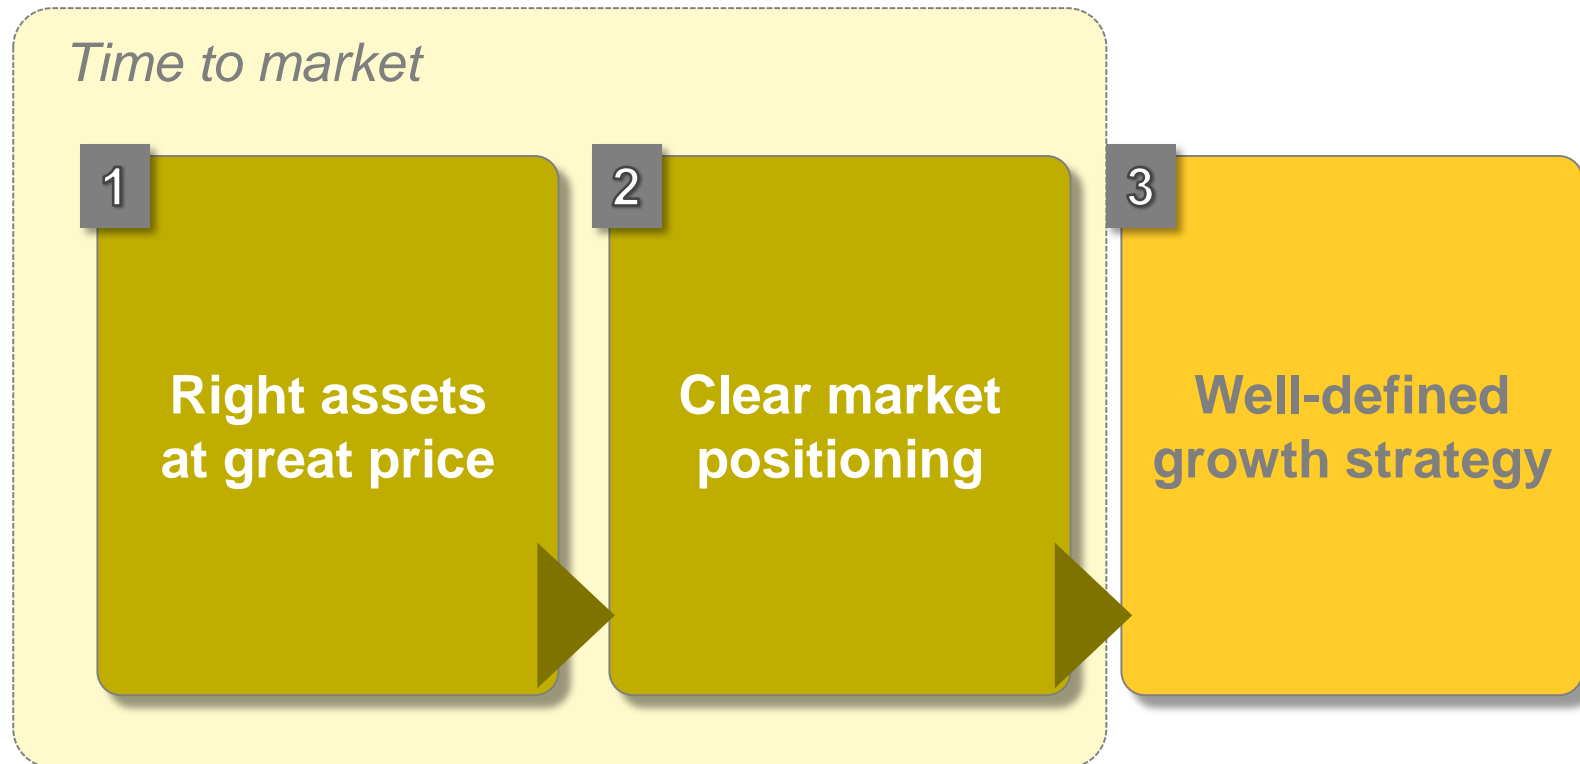 Time to market
1
Right assets
at great price
2
Clear market
positioning
3
Well-defined
growth strategy